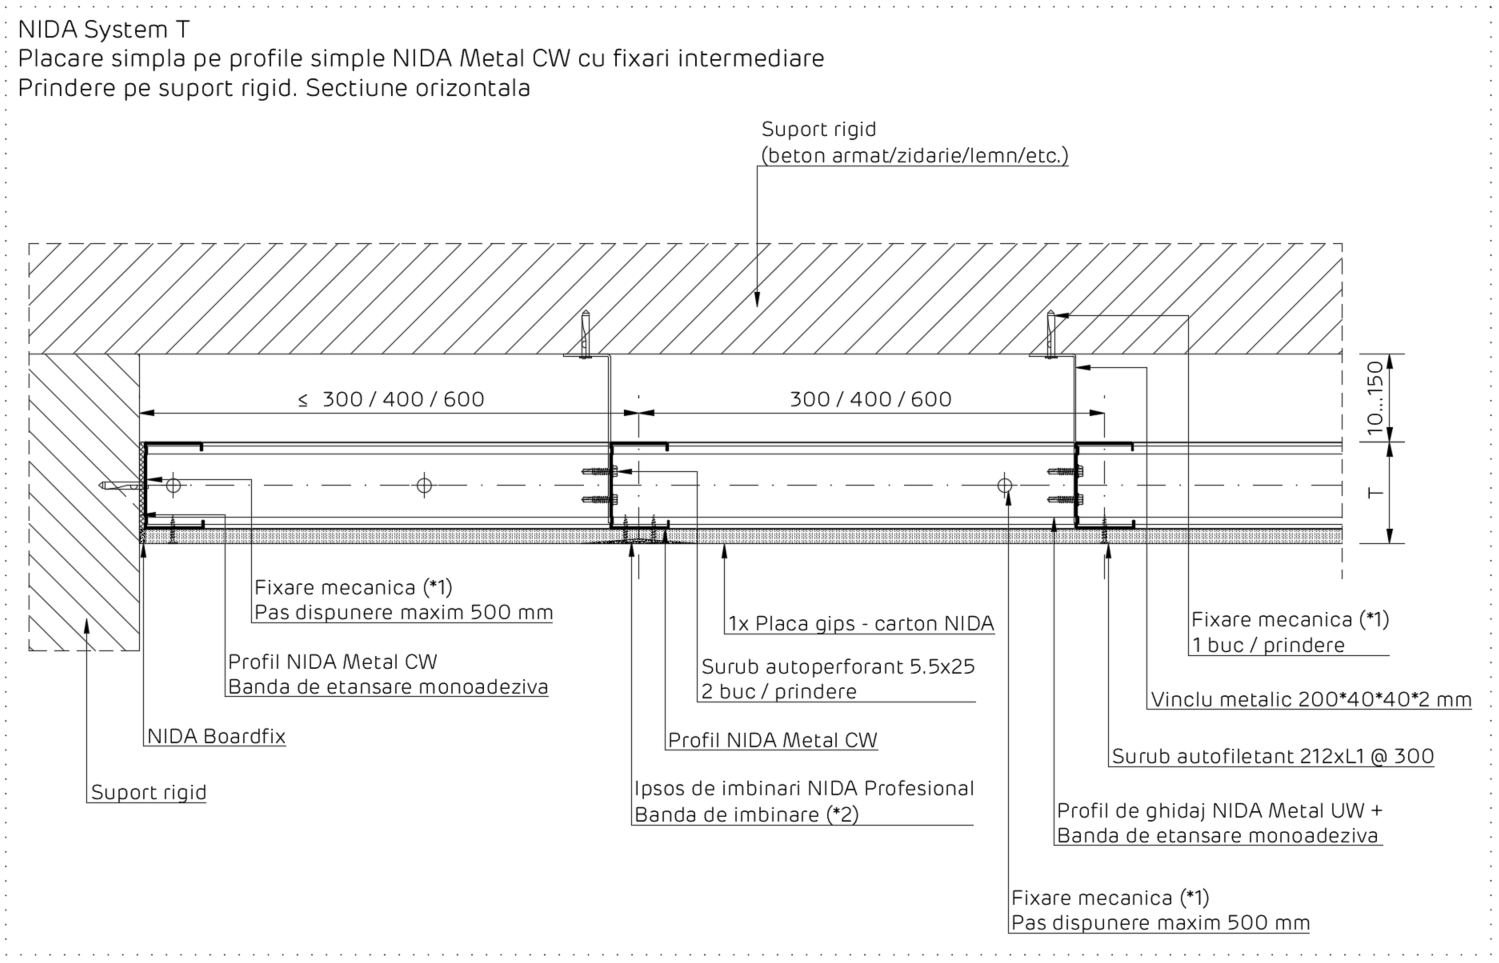 NIDA System T
Placare simpla pe profile simple NIDA Metal CW cu fixari intermediare
Prindere pe suport rigid. Sectiune orizontala
Suport rigid
(beton armat/zidarie/lemn/etc.)
≤ 300 / 400 / 600
300 / 400 / 600
10...150
T
Fixare mecanica (*1)
Pas dispunere maxim 500 mm
Profil NIDA Metal CW
Banda de etansare monoadeziva
NIDA Boardfix
Suport rigid
1x Placa gips - carton NIDA
Surub autoperforant 5.5x25
2 buc / prindere
Profil NIDA Metal CW
Ipsos de imbinari NIDA Profesional
Banda de imbinare (*2)
Fixare mecanica (*1)
1 buc / prindere
Vinclu metalic 200*40*40*2 mm
Surub autofiletant 212xL1 @ 300
Profil de ghidaj NIDA Metal UW +
Banda de etansare monoadeziva
Fixare mecanica (*1)
Pas dispunere maxim 500 mm